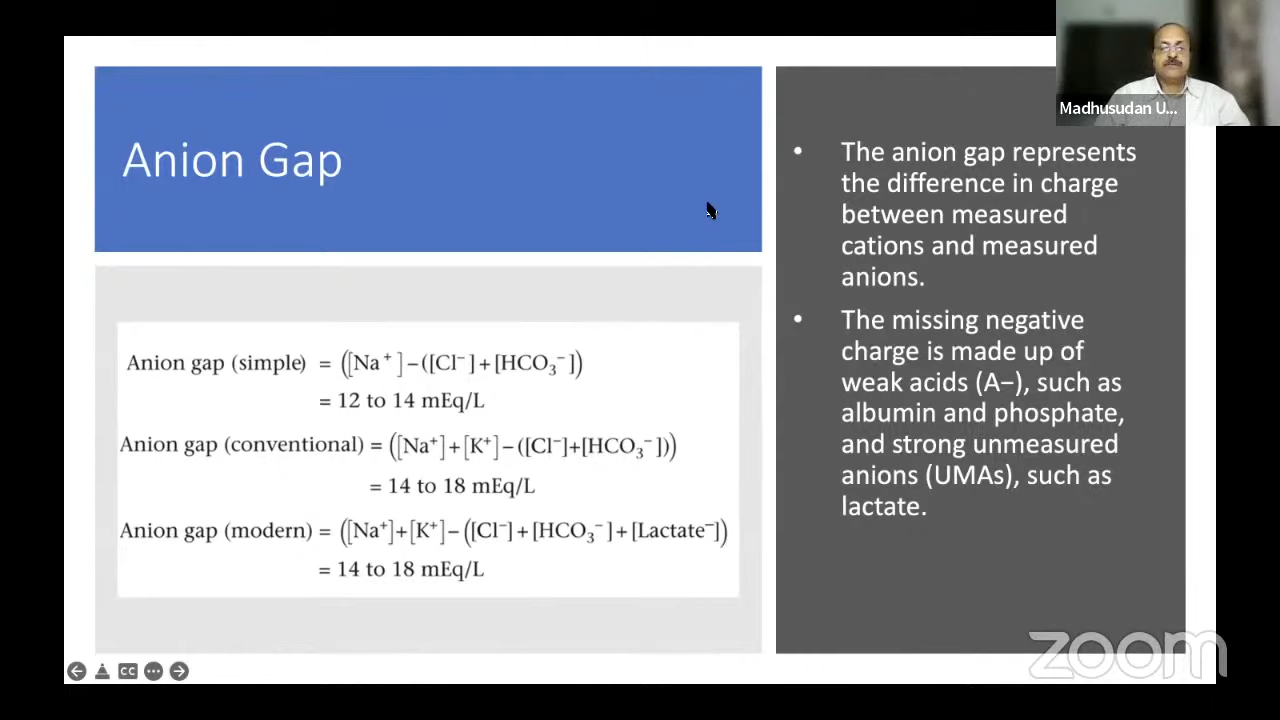 Anion Gap
Anion gap (simple) = ([Na⁺] − ([Cl⁻] + [HCO₃⁻])
= 12 to 14 mEq/L
Anion gap (conventional) = ([Na⁺]+[K⁺] − ([Cl⁻]+[HCO₃⁻]))
= 14 to 18 mEq/L
Anion gap (modern) = ([Na⁺]+[K⁺] − ([Cl⁻] + [HCO₃⁻] + [Lactate⁻])
= 14 to 18 mEq/L
• The anion gap represents
the difference in charge
between measured
cations and measured
anions.
• The missing negative
charge is made up of
weak acids (A−), such as
albumin and phosphate,
and strong unmeasured
anions (UMAs), such as
lactate.
Madhusudan U...
CC
zoom